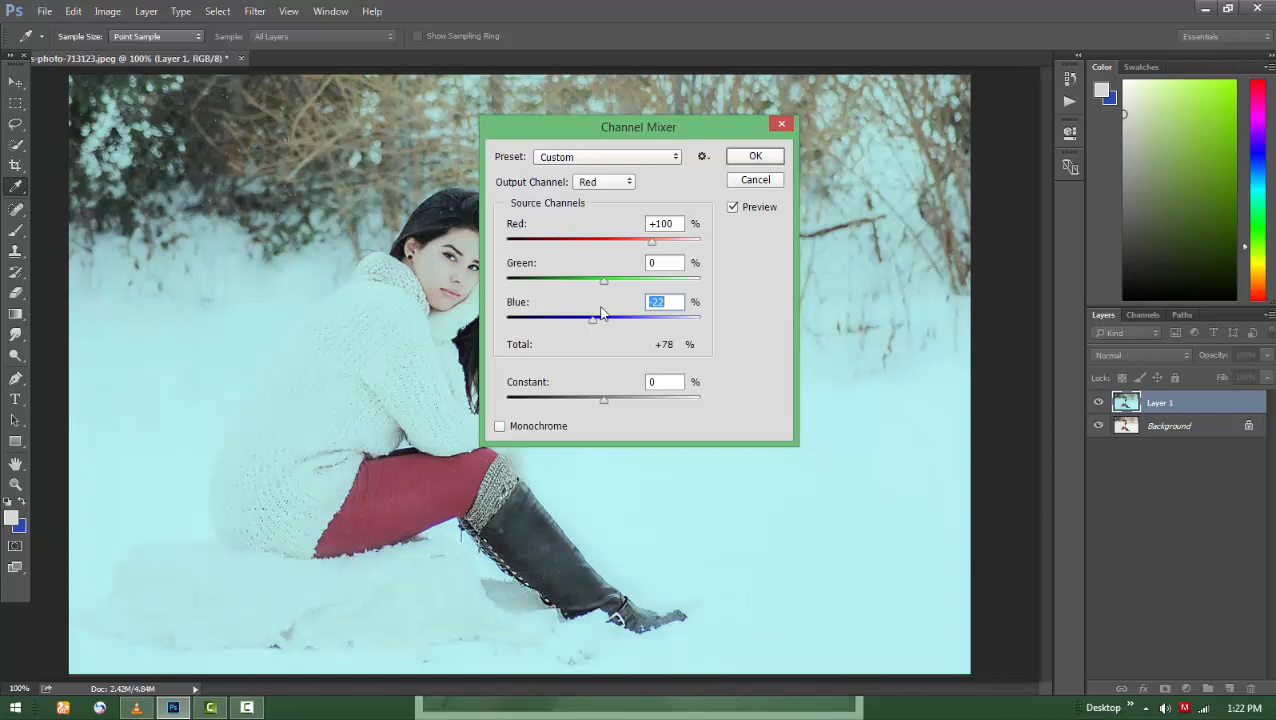 Ps File Edit Image Layer Type Select Filter View Window Help
Sample Size: Point Sample Sample: All Layers Show Sampling Ring Essentials
s-photo-713123.jpeg @ 100% (Layer 1, RGB/8) * ×
Color Swatches
Channel Mixer
Preset: Custom OK
Output Channel: Red Cancel
Source Channels Preview
Red: +100 %
Green: 0 %
Blue: -22 %
Total: +78 %
Constant: 0 %
Monochrome
Layers Channels Paths
Kind
Normal Opacity: 100%
Lock: Fill: 100%
Layer 1
Background
100% Doc: 2.42M/4.84M
Desktop » 1:22 PM